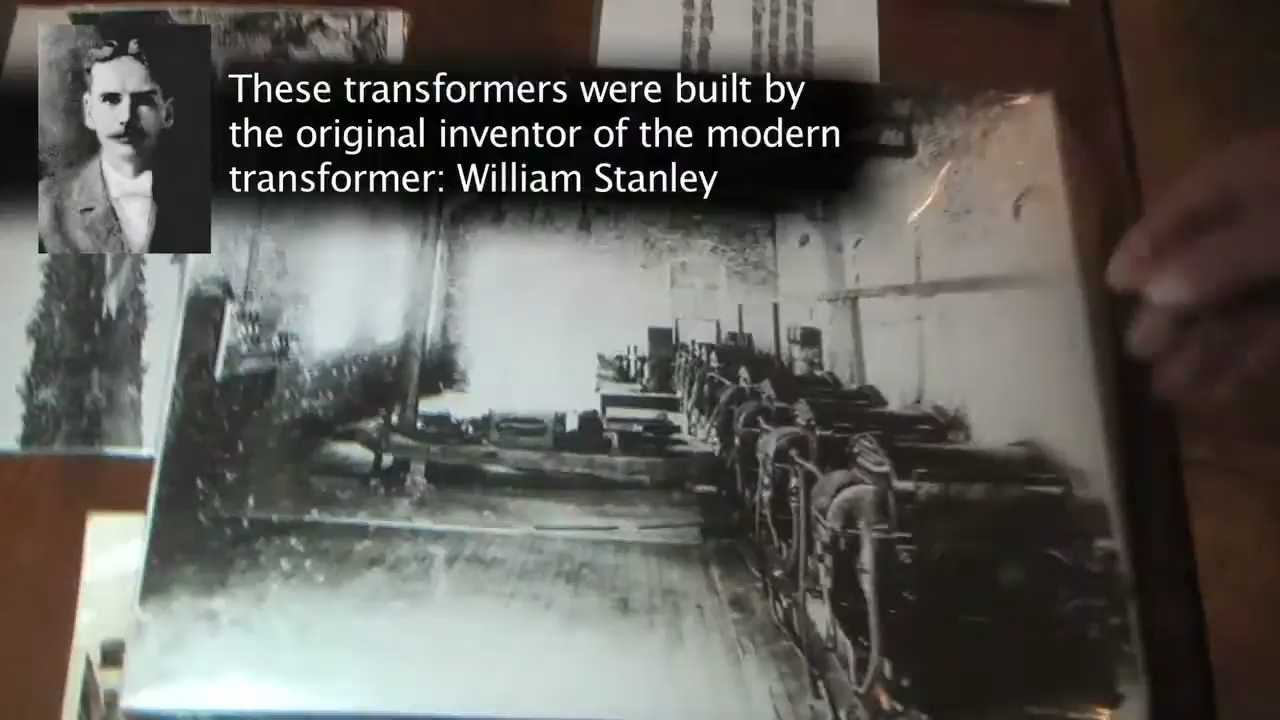 These transformers were built by
the original inventor of the modern
transformer: William Stanley